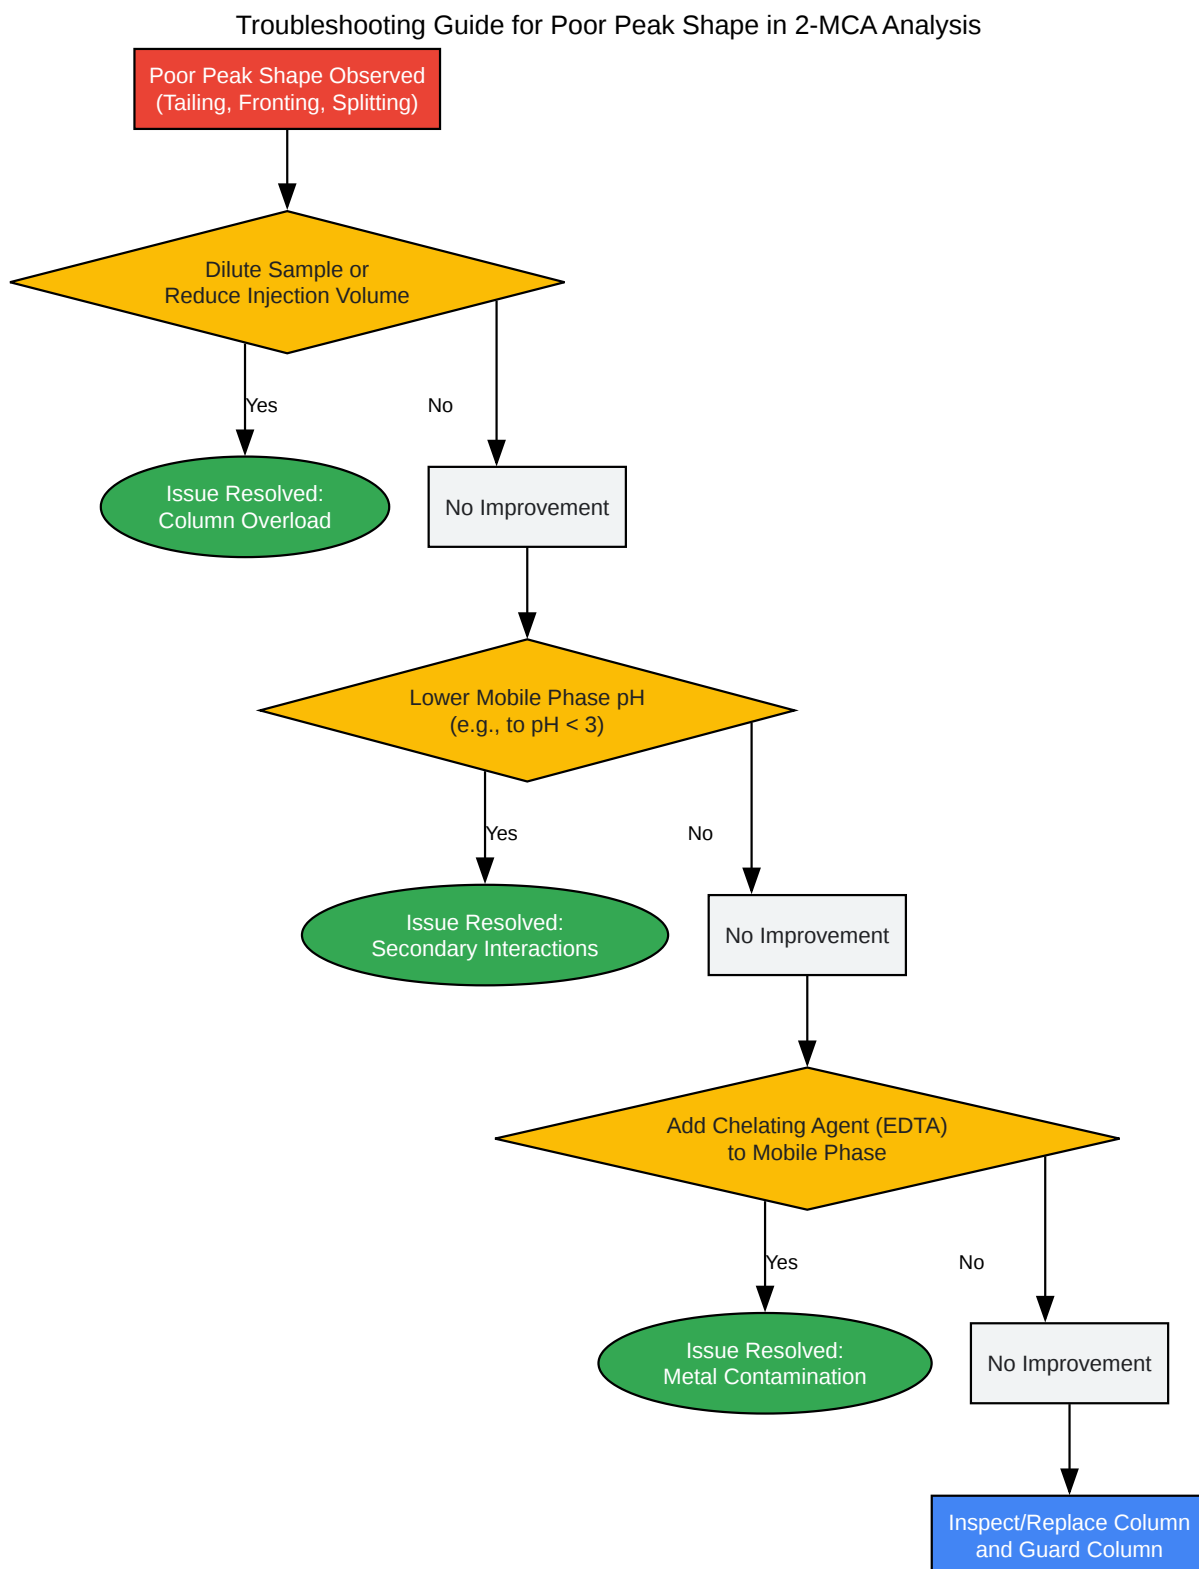 Troubleshooting Guide for Poor Peak Shape in 2-MCA Analysis
Poor Peak Shape Observed
(Tailing, Fronting, Splitting)
Dilute Sample or
Reduce Injection Volume
Yes
No
Issue Resolved:
Column Overload
No Improvement
Lower Mobile Phase pH
(e.g., to pH < 3)
Yes
No
Issue Resolved:
Secondary Interactions
No Improvement
Add Chelating Agent (EDTA)
to Mobile Phase
Yes
No
Issue Resolved:
Metal Contamination
No Improvement
Inspect/Replace Column
and Guard Column